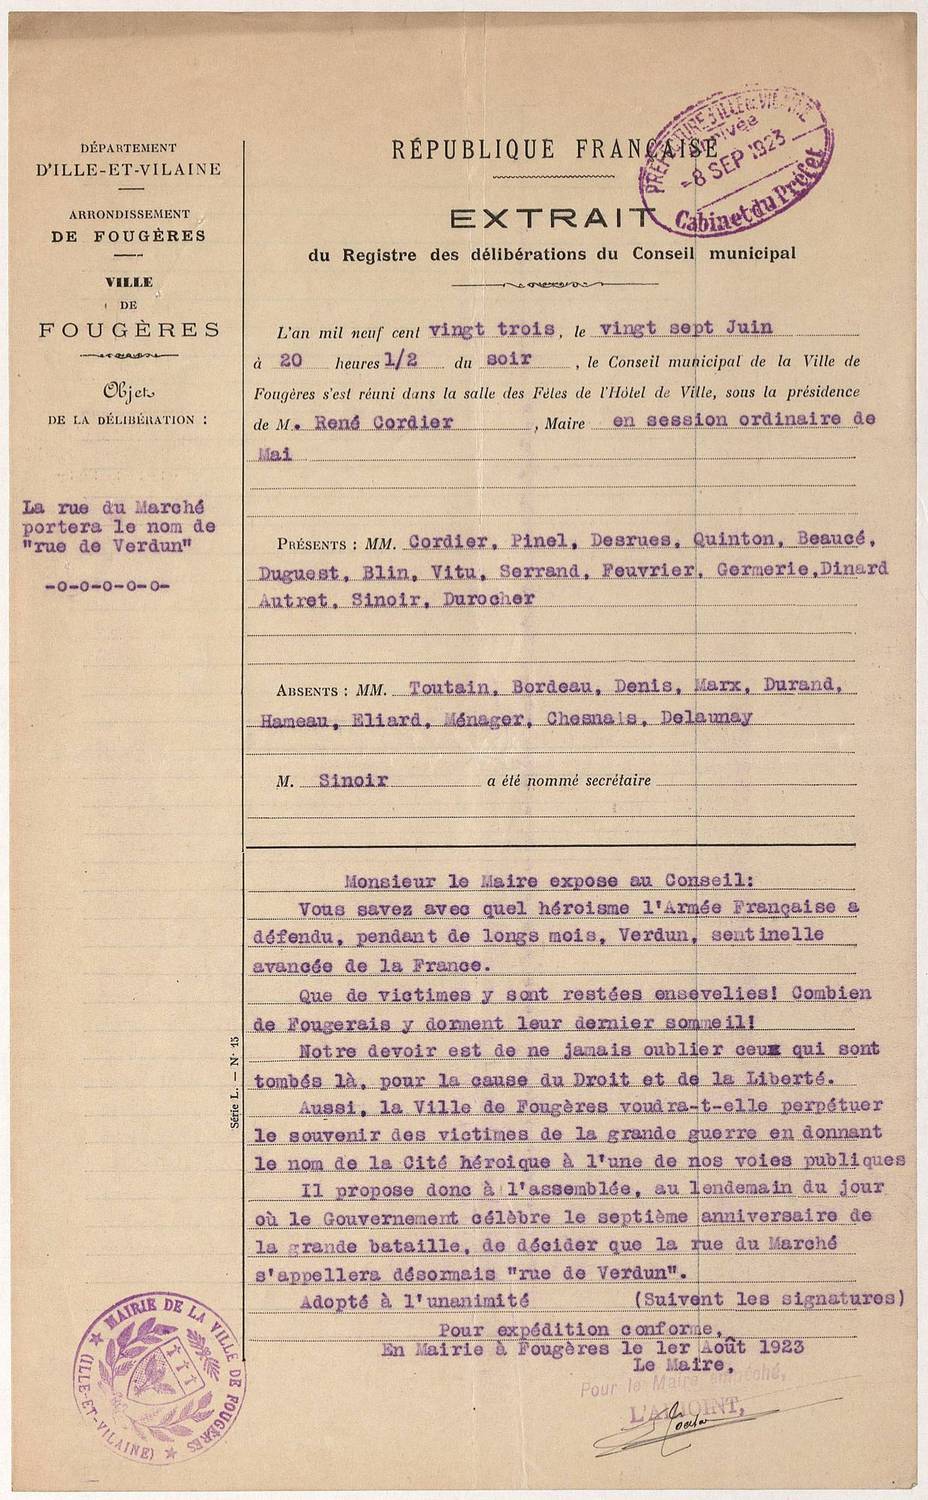 DÉPARTEMENT
D'ILLE-ET-VILAINE
ARRONDISSEMENT
DE FOUGÈRES
VILLE
DE
FOUGÈRES
Objet
DE LA DÉLIBÉRATION :
La rue du Marché
portera le nom de
"rue de Verdun"
-o-o-o-o-o-
RÉPUBLIQUE FRANÇAISE
PRÉFECTURE D'ILLE & VILAINE
Arrivée
-8 SEP 1923
Cabinet du Préfet
EXTRAIT
du Registre des délibérations du Conseil municipal
L'an mil neuf cent vingt trois, le vingt sept Juin
à 20 heures 1/2 du soir , le Conseil municipal de la Ville de
Fougères s'est réuni dans la salle des Fêtes de l'Hôtel de Ville, sous la présidence
de M. René Cordier , Maire en session ordinaire de
Mai
PRÉSENTS : MM. Cordier, Pinel, Desrues, Quinton, Beaucé,
Duguest, Blin, Vitu, Serrand, Feuvrier, Germerie,Dinard
Autret, Sinoir, Durocher
ABSENTS : MM. Toutain, Bordeau, Denis, Marx, Durand,
Hameau, Eliard, Ménager, Chesnais, Delaunay
M. Sinoir a été nommé secrétaire
Monsieur le Maire expose au Conseil:
Vous savez avec quel héroisme l'Armée Française a
défendu, pendant de longs mois, Verdun, sentinelle
avancée de la France.
Que de victimes y sont restées ensevelies! Combien
de Fougerais y dorment leur dernier sommeil!
Notre devoir est de ne jamais oublier ceux qui sont
tombés là, pour la cause du Droit et de la Liberté.
Aussi, la Ville de Fougères voudra-t-elle perpétuer
le souvenir des victimes de la grande guerre en donnant
le nom de la Cité héroique à l'une de nos voies publiques
Il propose donc à l'assemblée, au lendemain du jour
où le Gouvernement célèbre le septième anniversaire de
la grande bataille, de décider que la rue du Marché
s'appellera désormais "rue de Verdun".
Adopté à l'unanimité (Suivent les signatures)
Pour expédition conforme,
En Mairie à Fougères le 1er Août 1923
Le Maire,
Pour le Maire empêché,
L'ADJOINT,
Série L. — N° 15
MAIRIE DE LA VILLE DE FOUGÈRES
(ILLE-ET-VILAINE)